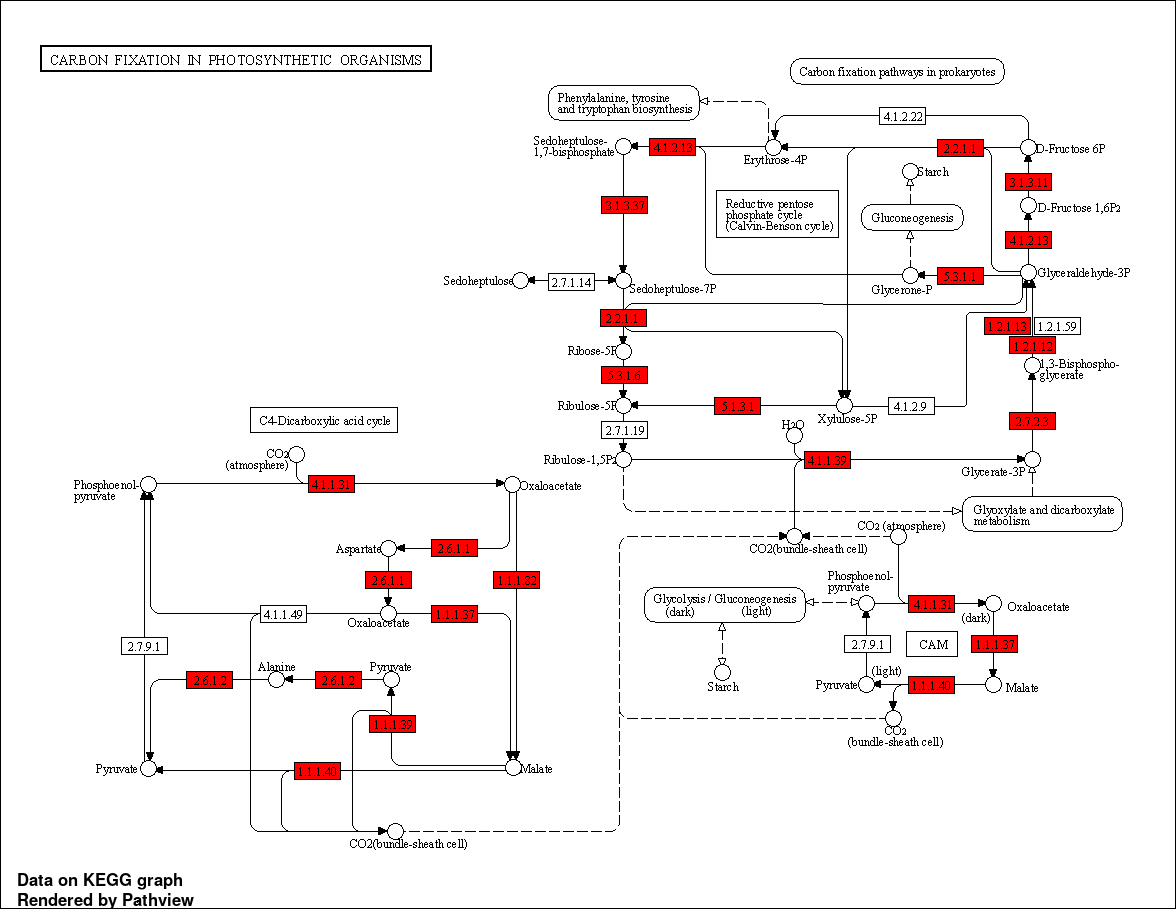 CARBON FIXATION IN PHOTOSYNTHETIC ORGANISMS
Carbon fixation pathways in prokaryotes
Phenylalanine, tyrosine
and tryptophan biosynthesis
4.1.2.22
Sedoheptulose-
1,7-bisphosphate
4.1.2.13
Erythrose-4P
2.2.1.1
D-Fructose 6P
Starch
3.1.3.11
Reductive pentose
phosphate cycle
(Calvin-Benson cycle)
3.1.3.37
Gluconeogenesis
D-Fructose 1,6P2
4.1.2.13
Sedoheptulose
2.7.1.14
Sedoheptulose-7P
Glycerone-P
5.3.1.1
Glyceraldehyde-3P
2.2.1.1
1.2.1.13
1.2.1.59
1.2.1.12
Ribose-5P
5.3.1.6
1,3-Bisphospho-
glycerate
Ribulose-5P
5.1.3.1
Xylulose-5P
4.1.2.9
2.7.2.3
2.7.1.19
H2O
Ribulose-1,5P2
4.1.1.39
Glycerate-3P
Glyoxylate and dicarboxylate
metabolism
C4-Dicarboxylic acid cycle
CO2
(atmosphere)
Phosphoenol-
pyruvate
4.1.1.31
Oxaloacetate
Aspartate
2.6.1.1
2.6.1.1
1.1.1.82
4.1.1.49
Oxaloacetate
1.1.1.37
2.7.9.1
2.6.1.2
Alanine
2.6.1.2
Pyruvate
1.1.1.39
Pyruvate
1.1.1.40
Malate
CO2(bundle-sheath cell)
CO2(bundle-sheath cell)
CO2 (atmosphere)
Phosphoenol-
pyruvate
Glycolysis / Gluconeogenesis
(dark)
(light)
4.1.1.31
Oxaloacetate
(dark)
2.7.9.1
CAM
1.1.1.37
Starch
(light)
Pyruvate
1.1.1.40
Malate
CO2
(bundle-sheath cell)
Data on KEGG graph
Rendered by Pathview